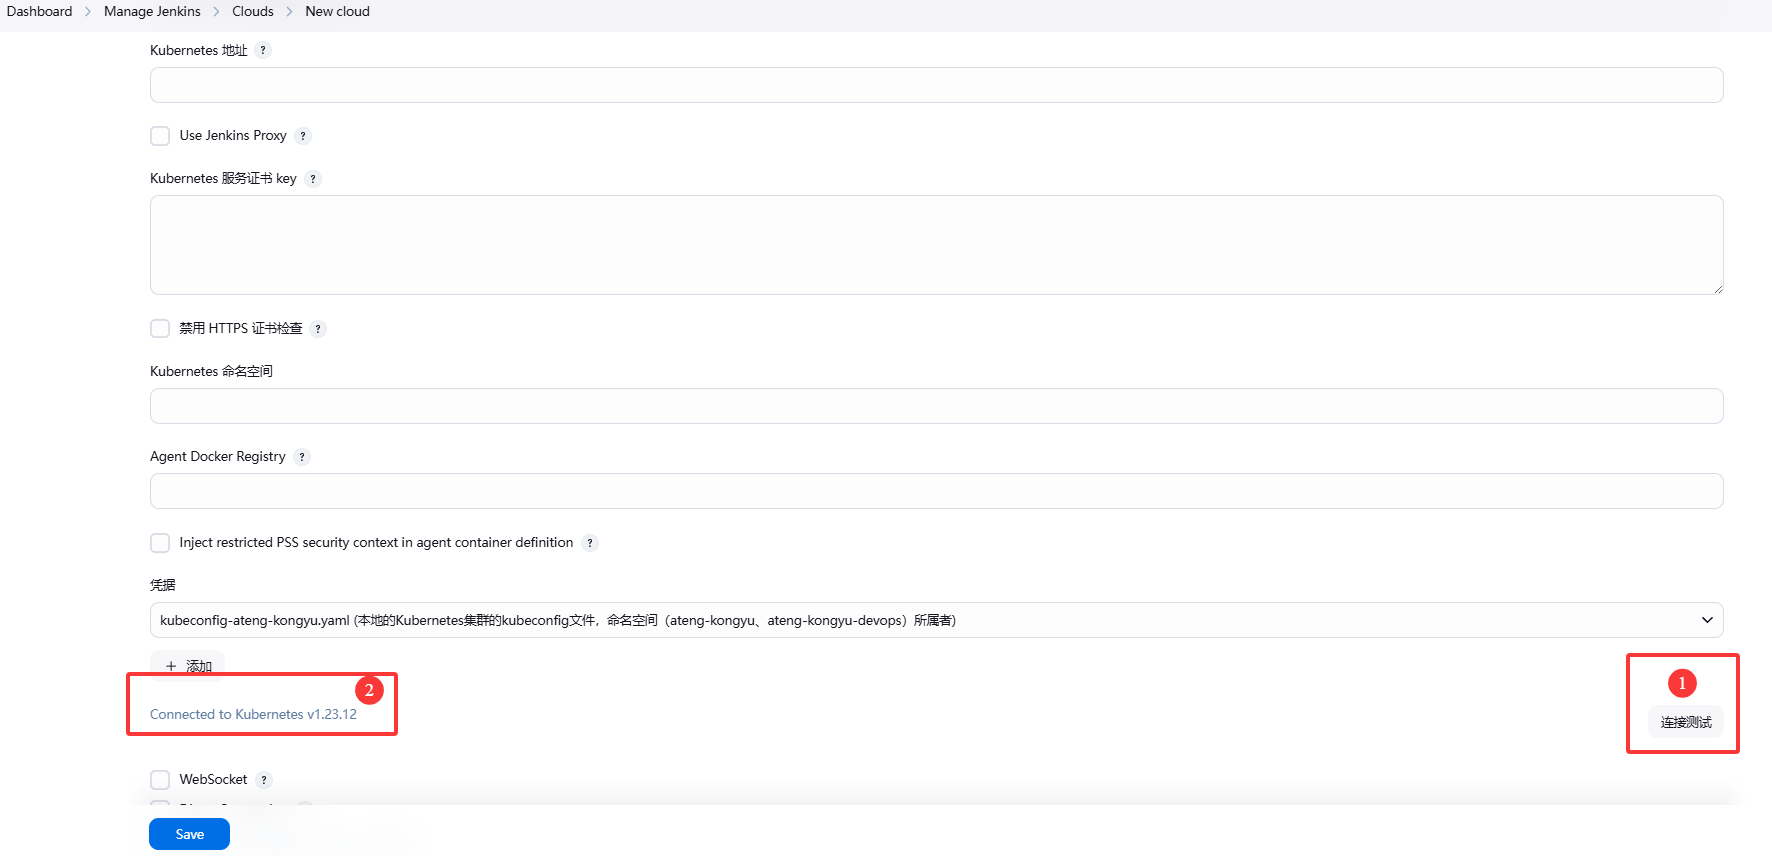 Dashboard > Manage Jenkins > Clouds > New cloud
Kubernetes 地址 ?
Use Jenkins Proxy ?
Kubernetes 服务证书 key ?
禁用 HTTPS 证书检查 ?
Kubernetes 命名空间
Agent Docker Registry ?
Inject restricted PSS security context in agent container definition ?
凭据
kubeconfig-ateng-kongyu.yaml (本地的Kubernetes集群的kubeconfig文件，命名空间（ateng-kongyu、ateng-kongyu-devops）所属者)
+ 添加
2
1
Connected to Kubernetes v1.23.12
连接测试
WebSocket ?
Save